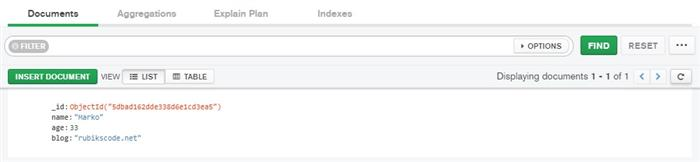 Documents Aggregations Explain Plan Indexes
FILTER OPTIONS FIND RESET ...
INSERT DOCUMENT VIEW LIST TABLE Displaying documents 1 - 1 of 1 < > C
_id: ObjectId("5dbad162dde338d6e1cd3ea5")
name: "Marko"
age: 33
blog: "rubikscode.net"